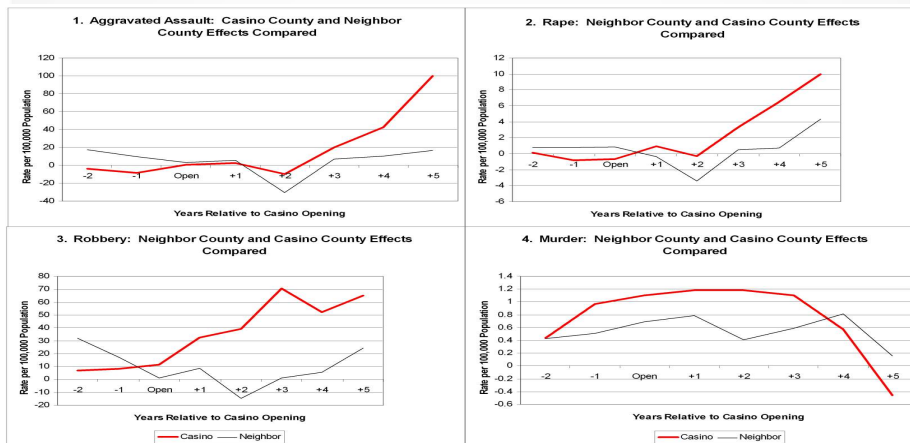 1. Aggravated Assault: Casino County and Neighbor
County Effects Compared
Rate per 100,000 Population
120
100
80
60
40
20
0
-20
-40
-2
-1
Open
+1
+2
+3
+4
+5
Years Relative to Casino Opening
2. Rape: Neighbor County and Casino County Effects
Compared
Rate per 100,000 Population
12
10
8
6
4
2
0
-2
-4
-6
-2
-1
Open
+1
+2
+3
+4
+5
Years Relative to Casino Opening
3. Robbery: Neighbor County and Casino County Effects
Compared
Rate per 100,000 Population
80
70
60
50
40
30
20
10
0
-10
-20
-2
-1
Open
+1
+2
+3
+4
+5
Years Relative to Casino Opening
Casino
Neighbor
4. Murder: Neighbor County and Casino County Effects
Compared
Rate per 100,000 Population
1.4
1.2
1
0.8
0.6
0.4
0.2
0
-0.2
-0.4
-0.6
-2
-1
Open
+1
+2
+3
+4
+5
Years Relative to Casino Opening
Casino
Neighbor